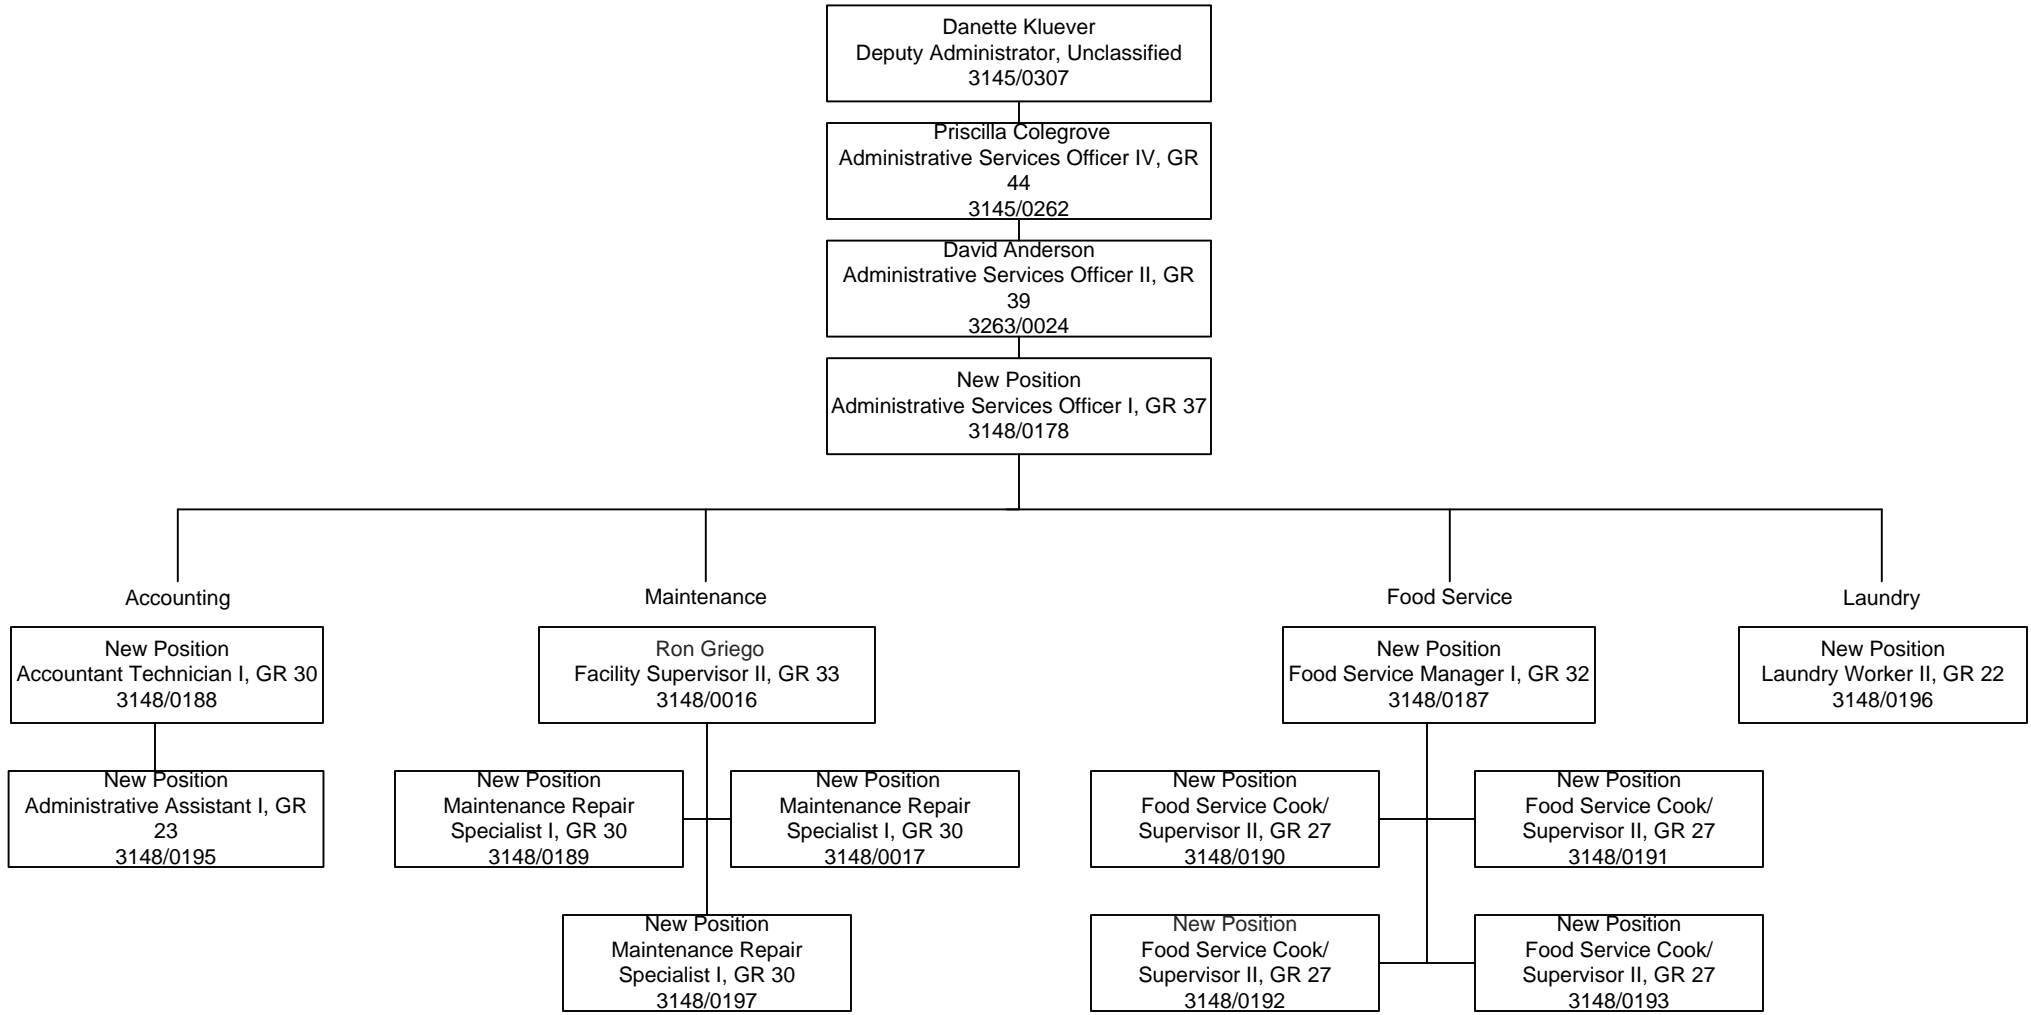 Danette Kluever
Deputy Administrator, Unclassified
3145/0307
Priscilla Colegrove
Administrative Services Officer IV, GR
44
3145/0262
David Anderson
Administrative Services Officer II, GR
39
3263/0024
New Position
Administrative Services Officer I, GR 37
3148/0178
Accounting
New Position
Accountant Technician I, GR 30
3148/0188
New Position
Administrative Assistant I, GR
23
3148/0195
Maintenance
Ron Griego
Facility Supervisor II, GR 33
3148/0016
New Position
Maintenance Repair
Specialist I, GR 30
3148/0189
New Position
Maintenance Repair
Specialist I, GR 30
3148/0017
New Position
Maintenance Repair
Specialist I, GR 30
3148/0197
Food Service
New Position
Food Service Manager I, GR 32
3148/0187
New Position
Food Service Cook/
Supervisor II, GR 27
3148/0190
New Position
Food Service Cook/
Supervisor II, GR 27
3148/0191
New Position
Food Service Cook/
Supervisor II, GR 27
3148/0192
New Position
Food Service Cook/
Supervisor II, GR 27
3148/0193
Laundry
New Position
Laundry Worker II, GR 22
3148/0196